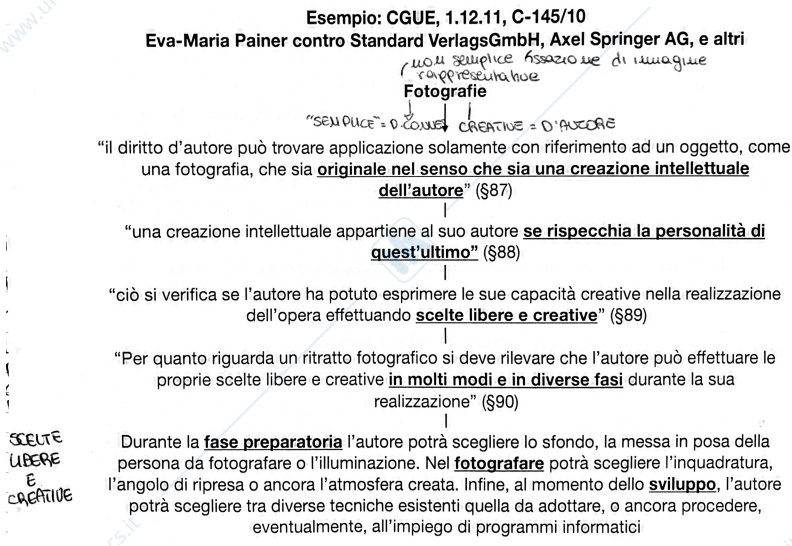 Esempio: CGUE, 1.12.11, C-145/10
Eva-Maria Painer contro Standard VerlagsGmbH, Axel Springer AG, e altri
non semplice fissazione di imagine
rappresentative
Fotografie
"SEMPLICE" = D. CONNE CREATIVE = D'AUTORE
"il diritto d'autore può trovare applicazione solamente con riferimento ad un oggetto, come
una fotografia, che sia originale nel senso che sia una creazione intellettuale
dell'autore" (§87)
"una creazione intellettuale appartiene al suo autore se rispecchia la personalità di
quest'ultimo" (§88)
"ciò si verifica se l'autore ha potuto esprimere le sue capacità creative nella realizzazione
dell'opera effettuando scelte libere e creative" (§89)
"Per quanto riguarda un ritratto fotografico si deve rilevare che l'autore può effettuare le
proprie scelte libere e creative in molti modi e in diverse fasi durante la sua
realizzazione" (§90)
SCELTE
LIBERE
E
CREATIVE
Durante la fase preparatoria l'autore potrà scegliere lo sfondo, la messa in posa della
persona da fotografare o l'illuminazione. Nel fotografare potrà scegliere l'inquadratura,
l'angolo di ripresa o ancora l'atmosfera creata. Infine, al momento dello sviluppo, l'autore
potrà scegliere tra diverse tecniche esistenti quella da adottare, o ancora procedere,
eventualmente, all'impiego di programmi informatici